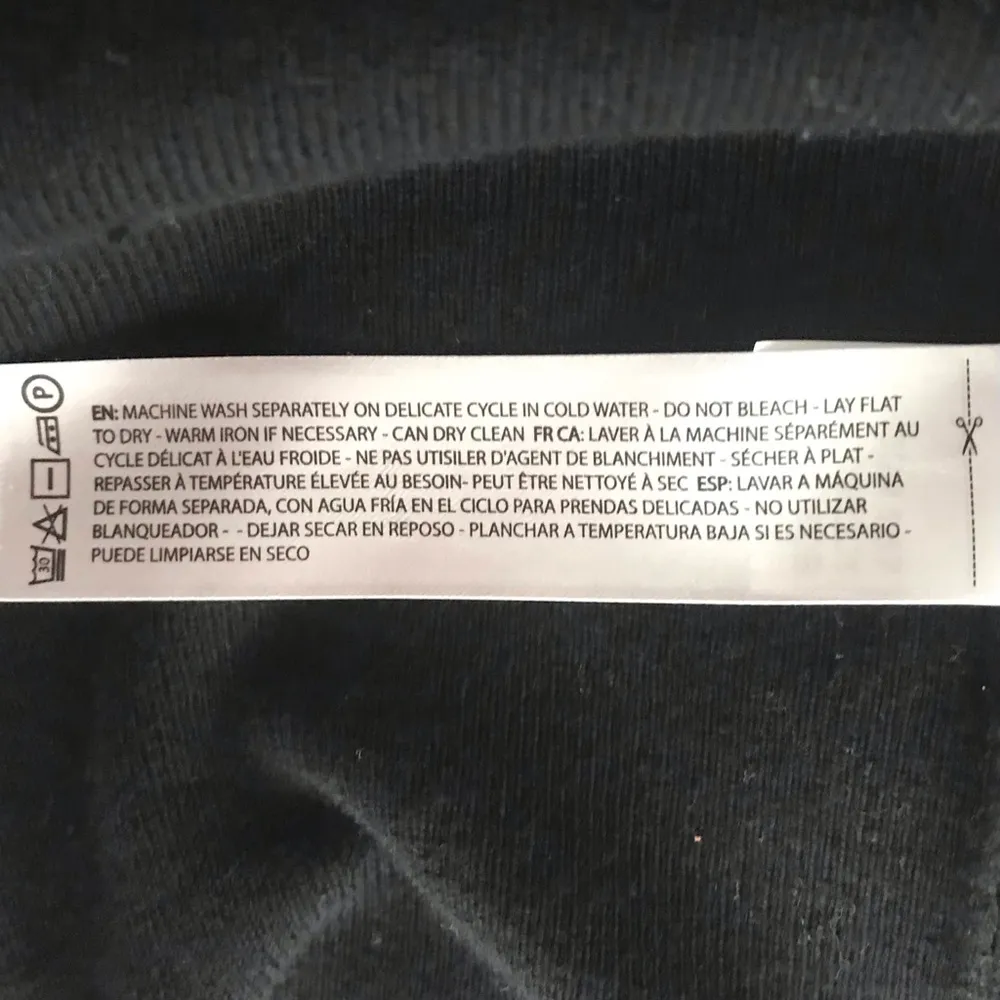 EN: MACHINE WASH SEPARATELY ON DELICATE CYCLE IN COLD WATER - DO NOT BLEACH - LAY FLAT
TO DRY - WARM IRON IF NECESSARY - CAN DRY CLEAN FR CA: LAVER À LA MACHINE SÉPARÉMENT AU
CYCLE DÉLICAT À L'EAU FROIDE - NE PAS UTISILER D'AGENT DE BLANCHIMENT - SÉCHER À PLAT -
REPASSER À TEMPÉRATURE ÉLEVÉE AU BESOIN- PEUT ÊTRE NETTOYÉ À SEC ESP: LAVAR A MÁQUINA
DE FORMA SEPARADA, CON AGUA FRÍA EN EL CICLO PARA PRENDAS DELICADAS - NO UTILIZAR
BLANQUEADOR - - DEJAR SECAR EN REPOSO - PLANCHAR A TEMPERATURA BAJA SI ES NECESARIO -
PUEDE LIMPIARSE EN SECO
P
30